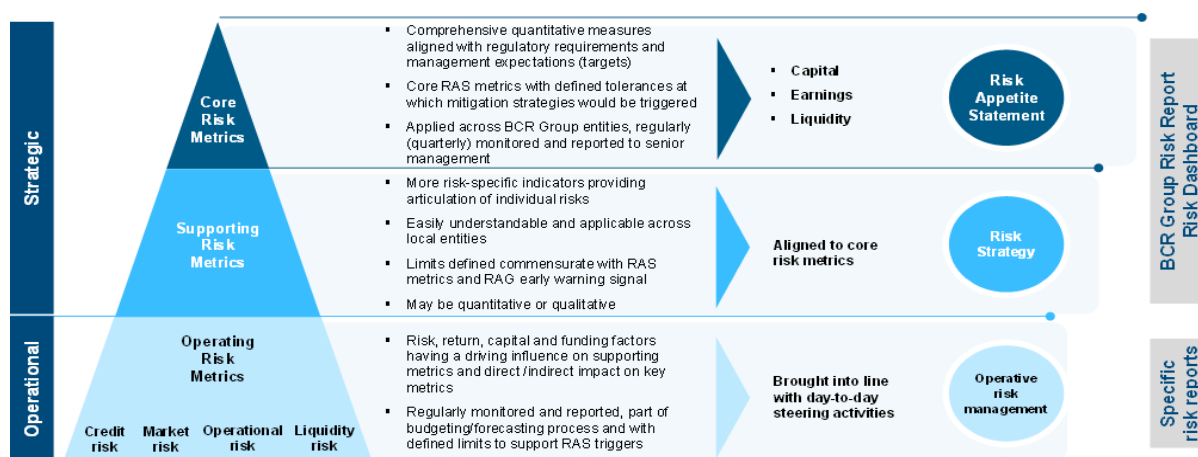 Strategic
Core
Risk
Metrics
▪ Comprehensive quantitative measures
aligned with regulatory requirements and
management expectations (targets)
▪ Core RAS metrics with defined tolerances at
which mitigation strategies would be triggered
▪ Applied across BCR Group entities, regularly
(quarterly) monitored and reported to senior
management
▪ Capital
▪ Earnings
▪ Liquidity
Risk
Appetite
Statement
BCR Group Risk Report
Risk Dashboard
Supporting
Risk
Metrics
▪ More risk-specific indicators providing
articulation of individual risks
▪ Easily understandable and applicable across
local entities
▪ Limits defined commensurate with RAS
metrics and RAG early warning signal
▪ May be quantitative or qualitative
Aligned to core
risk metrics
Risk
Strategy
Operational
Operating
Risk
Metrics
Credit
risk
Market
risk
Operational
risk
Liquidity
risk
▪ Risk, return, capital and funding factors
having a driving influence on supporting
metrics and direct /indirect impact on key
metrics
▪ Regularly monitored and reported, part of
budgeting/forecasting process and with
defined limits to support RAS triggers
Brought into line
with day-to-day
steering activities
Operative
risk
management
Specific
risk reports